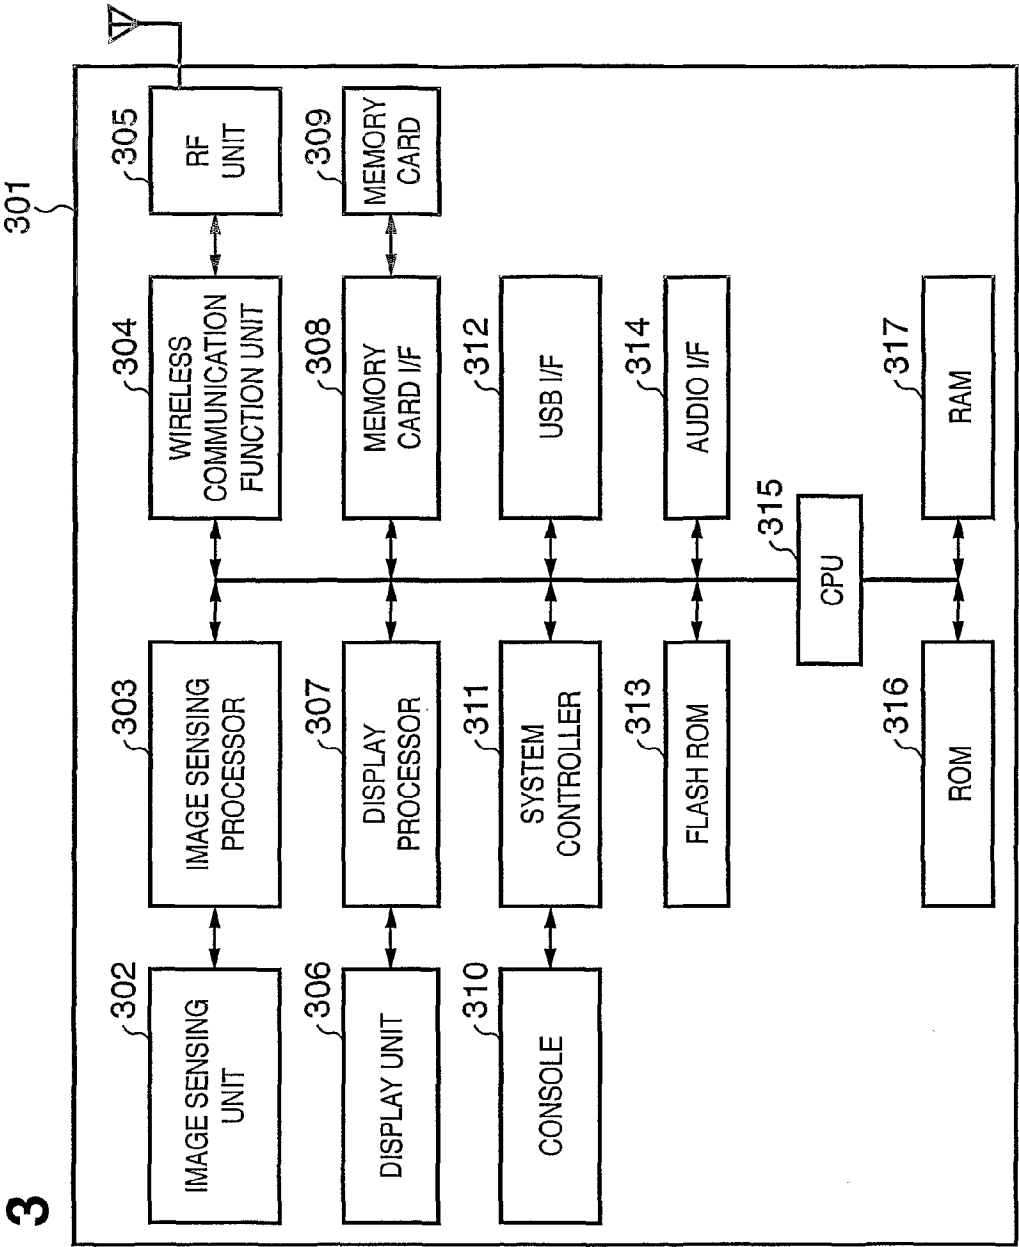 3
301
302
IMAGE SENSING
UNIT
303
IMAGE SENSING
PROCESSOR
304
WIRELESS
COMMUNICATION
FUNCTION UNIT
305
RF
UNIT
306
DISPLAY UNIT
307
DISPLAY
PROCESSOR
308
MEMORY
CARD I/F
309
MEMORY
CARD
310
CONSOLE
311
SYSTEM
CONTROLLER
312
USB I/F
313
FLASH ROM
314
AUDIO I/F
315
CPU
316
ROM
317
RAM